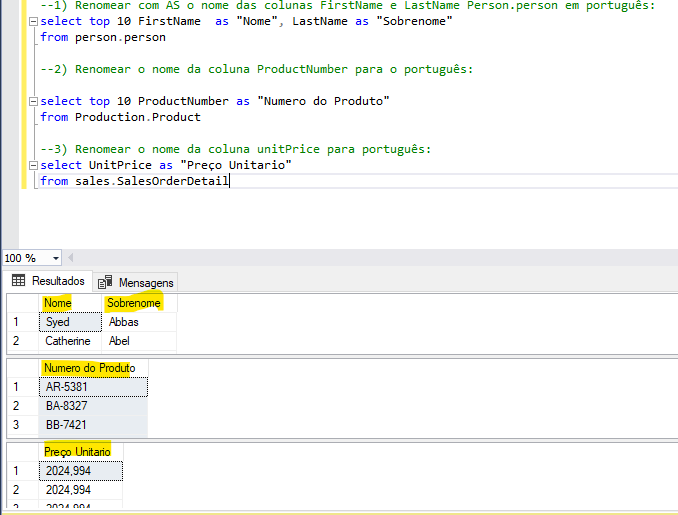 --1) Renomear com AS o nome das colunas FirstName e LastName Person.person em português:
select top 10 FirstName  as "Nome", LastName as "Sobrenome"
from person.person
--2) Renomear o nome da coluna ProductNumber para o português:
select top 10 ProductNumber as "Numero do Produto"
from Production.Product
--3) Rearomear o nome da coluna unitPrice para português:
select UnitPrice as "Preço Unitario"
from sales.SalesOrderDetail
100 %
Resultados Mensagens
Nome Sobrenome
1 Syed Abbas
2 Catherine Abel
Numero do Produto
1 AR-5381
2 BA-8327
3 BB-7421
Preço Unitario
1 2024,994
2 2024,994
3 2024,994